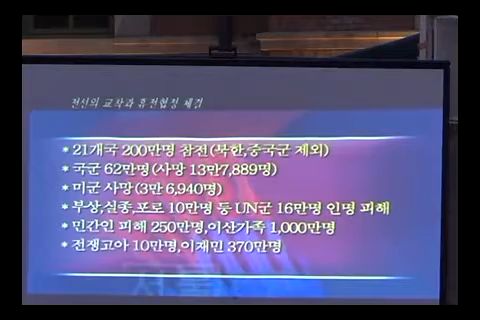 전선의 교착과 휴전협정 체결
* 21개국 200만명 참전(북한,중국군 제외)
* 국군 62만명(사망 13만7,889명)
* 미군 사망(3만 6,940명)
* 부상,실종,포로 10만명 등 UN군 16만명 인명 피해
* 민간인 피해 250만명,이산가족 1,000만명
* 전쟁고아 10만명,이재민 370만명